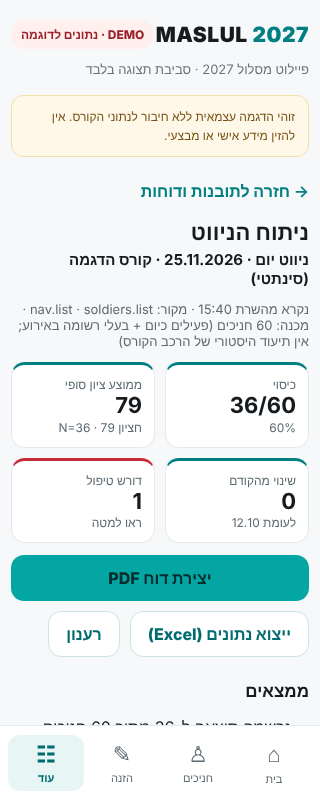 MASLUL 2027
DEMO · נתונים לדוגמה
פיילוט מסלול 2027 · סביבת תצוגה בלבד
זוהי הדגמה עצמאית ללא חיבור לנתוני הקורס. אין
להזין מידע אישי או מבצעי.
→ חזרה לתובנות ודוחות
ניתוח הניווט
ניווט יום · 25.11.2026 · קורס הדגמה
(סינתטי)
נקרא מהשרת 15:40 · מקור: nav.list · soldiers.list ·
מכנה: 60 חניכים (פעילים כיום + בעלי רשומה באירוע;
אין תיעוד היסטורי של הרכב הקורס)
כיסוי
36/60
60%
ממוצע ציון סופי
79
חציון 79 · N=36
שינוי מהקודם
0
לעומת 12.10
דורש טיפול
1
ראו למטה
יצירת דוח PDF
ייצוא נתונים (Excel)
רענון
ממצאים
בית
חניכים
הזנה
עוד